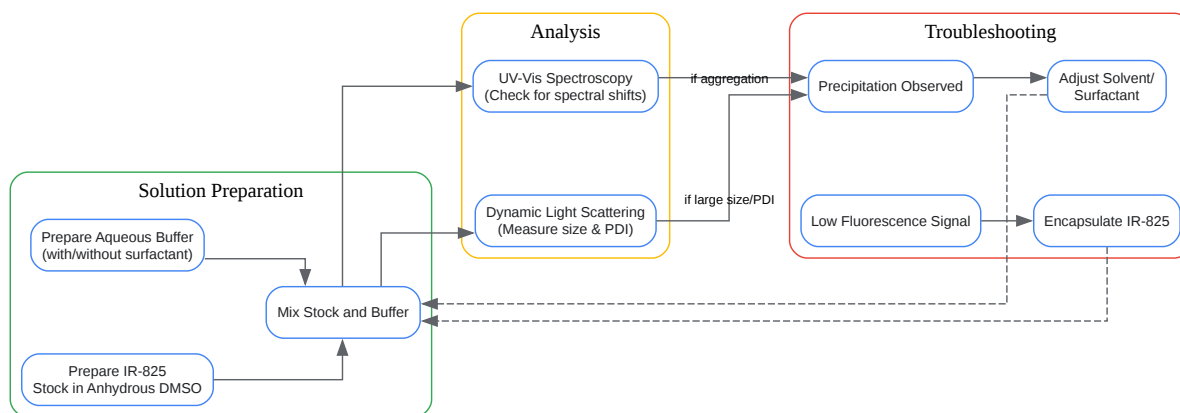 Analysis
Troubleshooting
UV-Vis Spectroscopy
(Check for spectral shifts)
if aggregation
Precipitation Observed
Adjust Solvent/
Surfactant
Solution Preparation
Dynamic Light Scattering
(Measure size & PDI)
if large size/PDI
Low Fluorescence Signal
Encapsulate IR-825
Prepare Aqueous Buffer
(with/without surfactant)
Mix Stock and Buffer
Prepare IR-825
Stock in Anhydrous DMSO